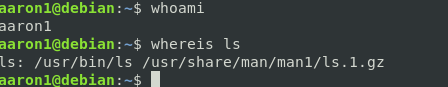 aaron1@debian:~$ whoami
aaron1
aaron1@debian:~$ whereis ls
ls: /usr/bin/ls /usr/share/man/man1/ls.1.gz
aaron1@debian:~$